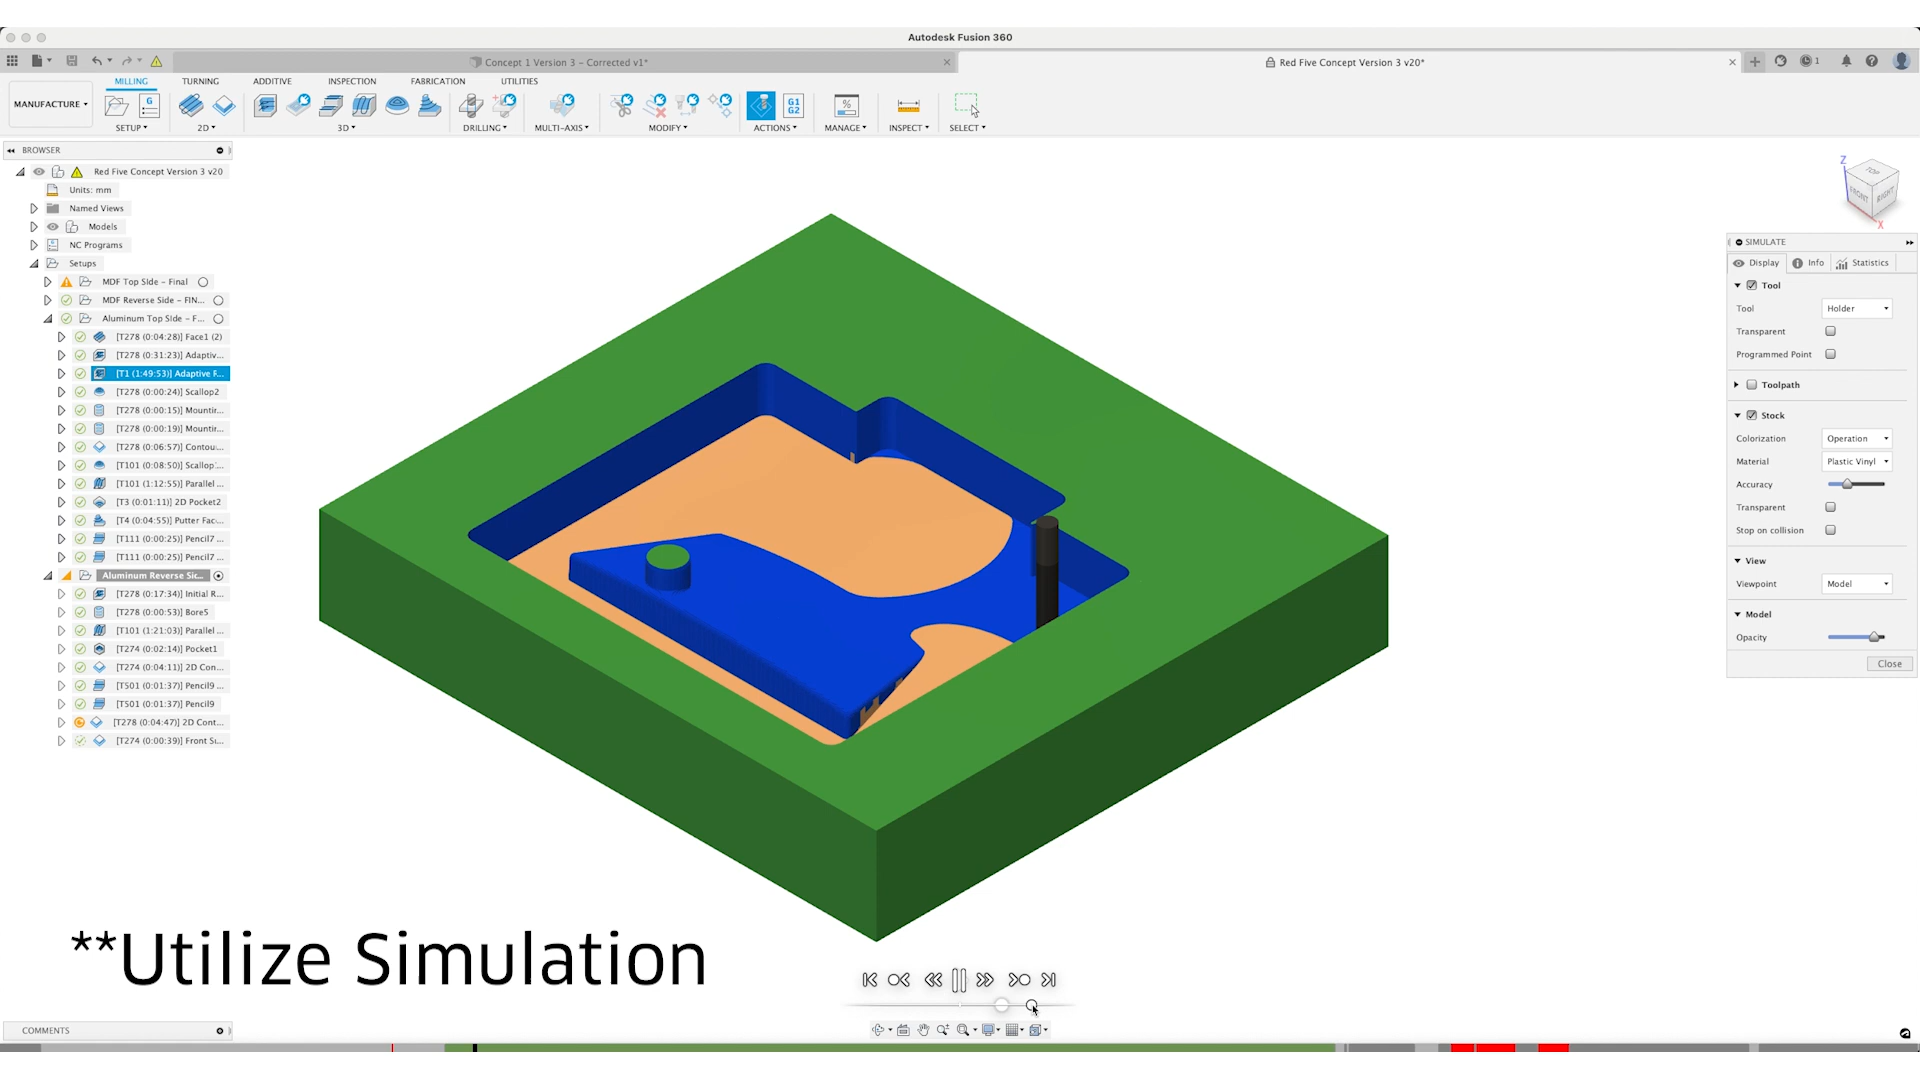 Autodesk Fusion 360
Concept 1 Version 3 – Corrected v1*
Red Five Concept Version 3 v20*
1
MILLING TURNING ADDITIVE INSPECTION FABRICATION UTILITIES
MANUFACTURE
G
G1
G2
%
SETUP 2D 3D DRILLING MULTI-AXIS MODIFY ACTIONS MANAGE INSPECT SELECT
BROWSER
Red Five Concept Version 3 v20
Units: mm
Named Views
Models
NC Programs
Setups
MDF Top SIde – Final
MDF Reverse Side – FIN...
Aluminum Top Side – F...
[T278 (0:04:28)] Face1 (2)
[T278 (0:31:23)] Adaptiv...
[T1 (1:49:53)] Adaptive F...
[T278 (0:00:24)] Scallop2
[T278 (0:00:15)] Mountin...
[T278 (0:00:19)] Mountin...
[T278 (0:06:57)] Contou...
[T101 (0:08:50)] Scallop...
[T101 (1:12:55)] Parallel ...
[T3 (0:01:11)] 2D Pocket2
[T4 (0:04:55)] Putter Fac...
[T111 (0:00:25)] Pencil7 ...
[T111 (0:00:25)] Pencil7 ...
Aluminum Reverse Sic...
[T278 (0:17:34)] Initial R...
[T278 (0:00:53)] Bore5
[T101 (1:21:03)] Parallel ...
[T274 (0:02:14)] Pocket1
[T274 (0:04:11)] 2D Con...
[T501 (0:01:37)] Pencil9 ...
[T501 (0:01:37)] Pencil9
[T278 (0:04:47)] 2D Cont...
[T274 (0:00:39)] Front Su...
Z
TOP
FRONT RIGHT
X
SIMULATE
Display Info Statistics
Tool
Tool Holder
Transparent
Programmed Point
Toolpath
Stock
Colorization Operation
Material Plastic Vinyl
Accuracy
Transparent
Stop on collision
View
Viewpoint Model
Model
Opacity
Close
**Utilize Simulation
COMMENTS